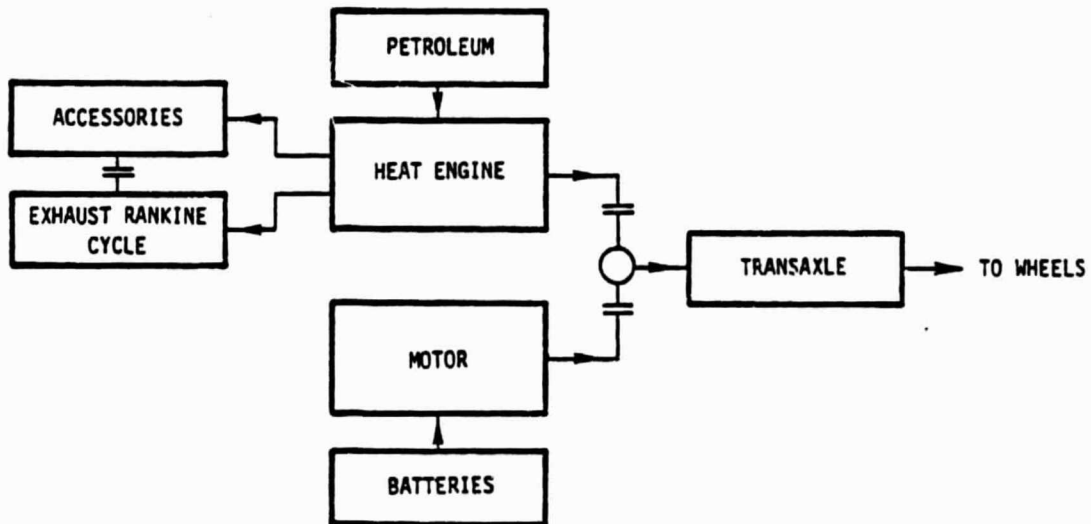 PETROLEUM
ACCESSORIES
HEAT ENGINE
EXHAUST RANKINE
CYCLE
TRANSAXLE
TO WHEELS
MOTOR
BATTERIES